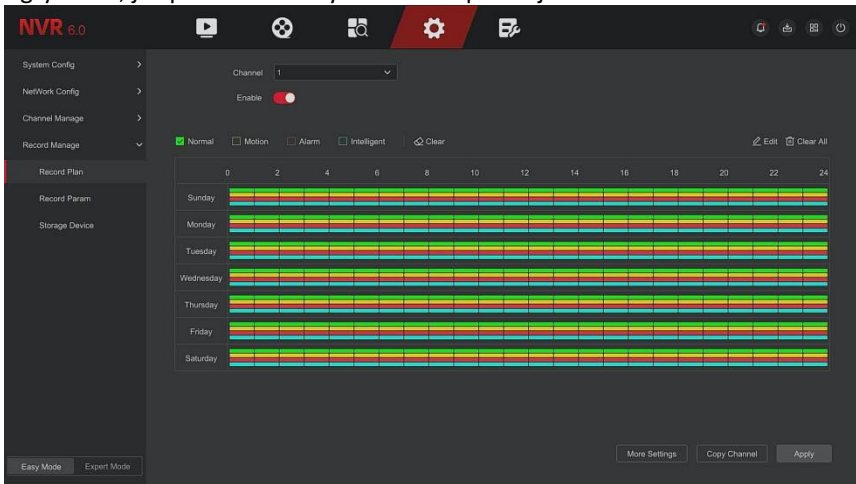 NVR 6.0
System Config
NetWork Config
Channel Manage
Record Manage
Record Plan
Record Param
Storage Device
Easy Mode Expert Mode
Channel 1
Enable
Normal Motion Alarm Intelligent Clear Edit Clear All
0 2 4 6 8 10 12 14 16 18 20 22 24
Sunday
Monday
Tuesday
Wednesday
Thursday
Friday
Saturday
More Settings Copy Channel Apply